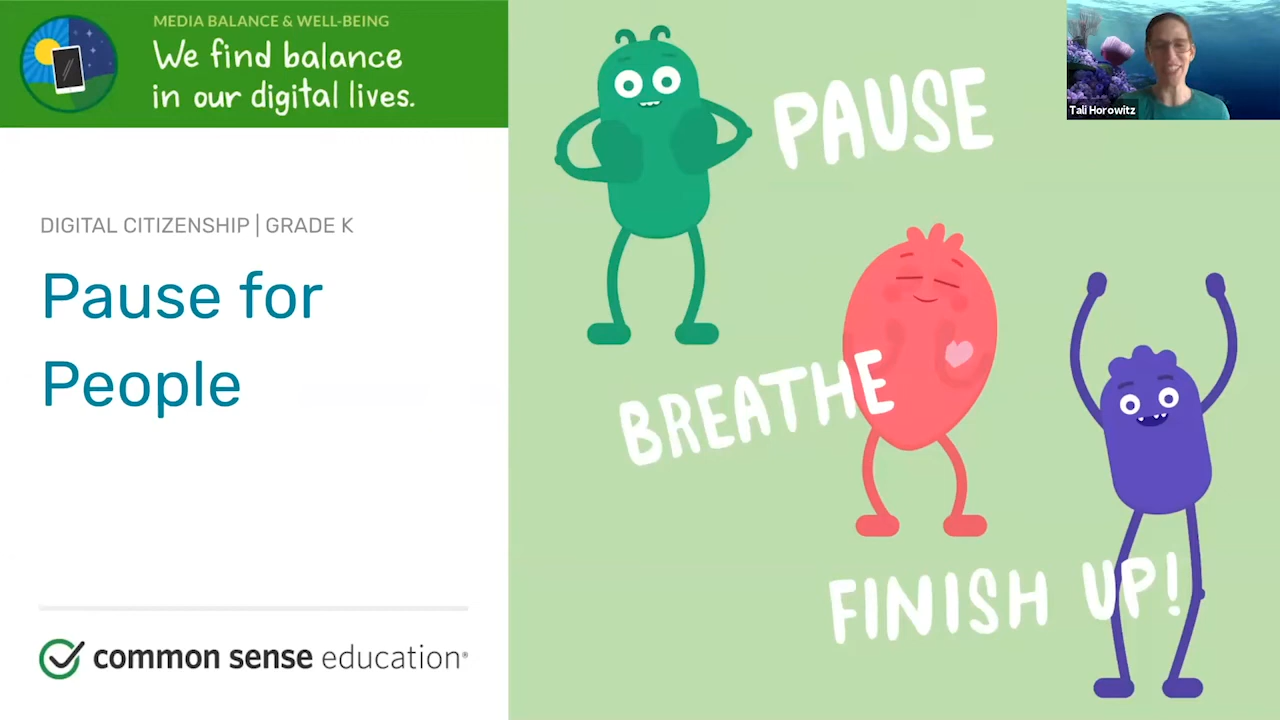 MEDIA BALANCE & WELL-BEING
We find balance
in our digital lives.
DIGITAL CITIZENSHIP | GRADE K
Pause for
People
common sense education®
PAUSE
BREATHE
FINISH UP!
Tali Horowitz